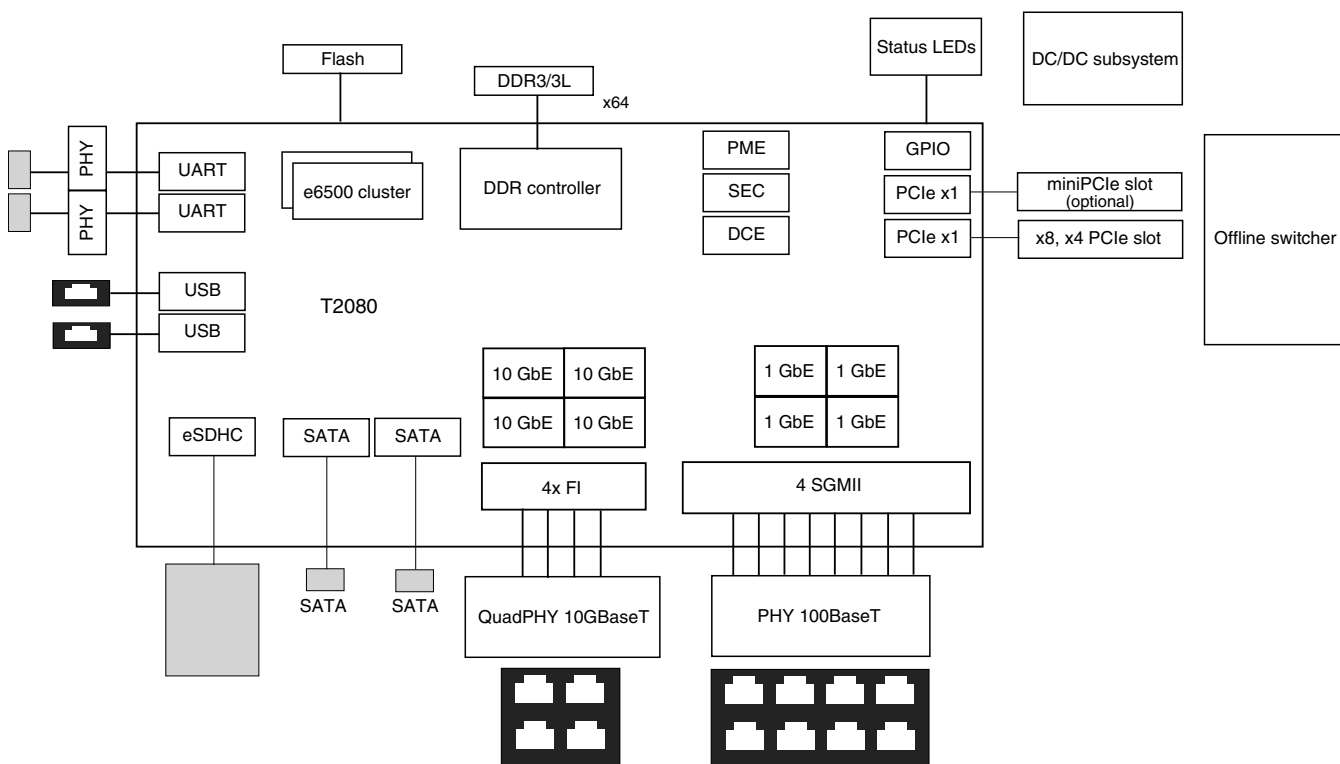 Flash
DDR3/3L
x64
Status LEDs
DC/DC subsystem
PHY
PHY
UART
UART
e6500 cluster
DDR controller
PME
SEC
DCE
GPIO
PCIe x1
PCIe x1
miniPCIe slot
(optional)
x8, x4 PCIe slot
Offline switcher
USB
USB
T2080
10 GbE
10 GbE
10 GbE
10 GbE
1 GbE
1 GbE
1 GbE
1 GbE
eSDHC
SATA
SATA
4x FI
4 SGMII
SATA
SATA
QuadPHY 10GBaseT
PHY 100BaseT